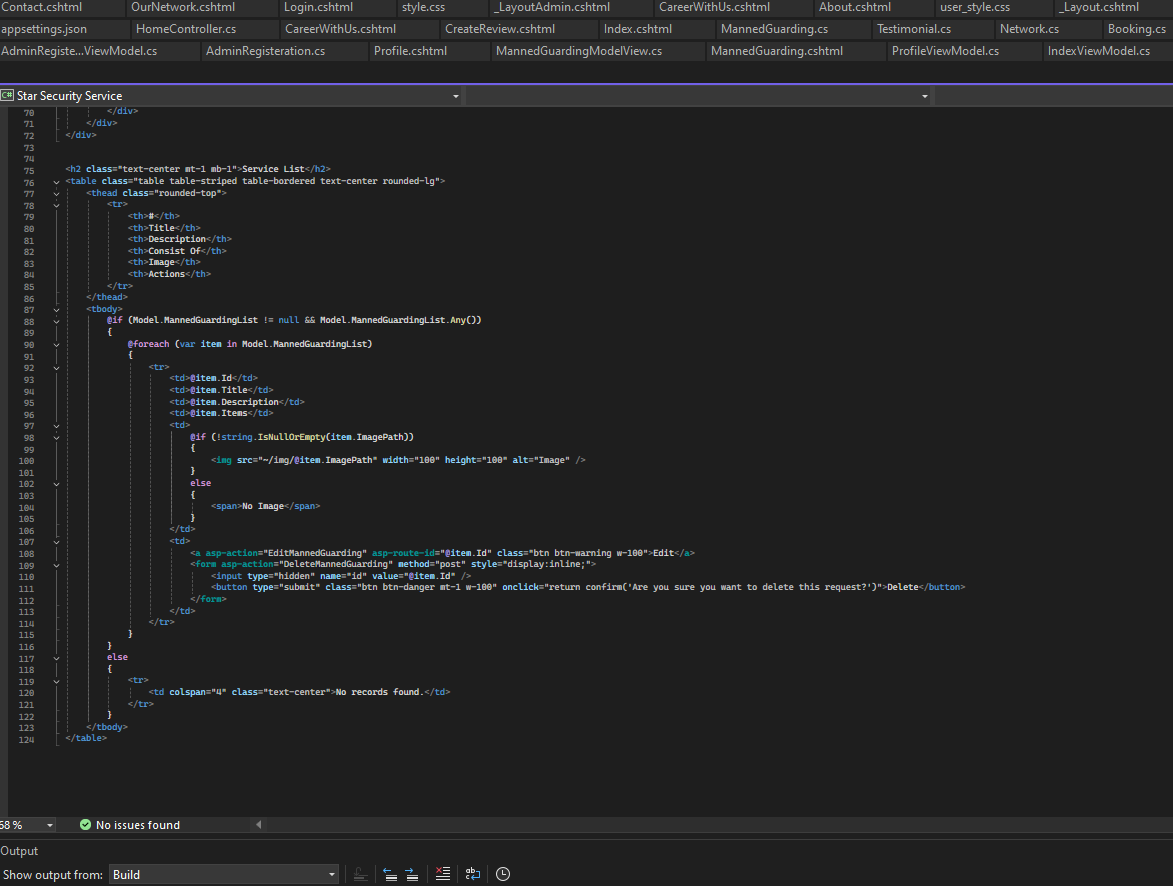 Contact.cshtml OurNetwork.cshtml Login.cshtml style.css _LayoutAdmin.cshtml CareerWithUs.cshtml About.cshtml user_style.css _Layout.cshtml
appsettings.json HomeController.cs CareerWithUs.cshtml CreateReview.cshtml Index.cshtml MannedGuarding.cs Testimonial.cs Network.cs Booking.cs
AdminRegiste...ViewModel.cs AdminRegisteration.cs Profile.cshtml MannedGuardingModelView.cs MannedGuarding.cshtml ProfileViewModel.cs IndexViewModel.cs
C# Star Security Service
70 </div>
71 </div>
72 </div>
73
74
75 <h2 class="text-center mt-1 mb-1">Service List</h2>
76 <table class="table table-striped table-bordered text-center rounded-lg">
77 <thead class="rounded-top">
78 <tr>
79 <th>#</th>
80 <th>Title</th>
81 <th>Description</th>
82 <th>Consist Of</th>
83 <th>Image</th>
84 <th>Actions</th>
85 </tr>
86 </thead>
87 <tbody>
88 @if (Model.MannedGuardingList != null && Model.MannedGuardingList.Any())
89 {
90 @foreach (var item in Model.MannedGuardingList)
91 {
92 <tr>
93 <td>@item.Id</td>
94 <td>@item.Title</td>
95 <td>@item.Description</td>
96 <td>@item.Items</td>
97 <td>
98 @if (!string.IsNullOrEmpty(item.ImagePath))
99 {
100 <img src="~/img/@item.ImagePath" width="100" height="100" alt="Image" />
101 }
102 else
103 {
104 <span>No Image</span>
105 }
106 </td>
107 <td>
108 <a asp-action="EditMannedGuarding" asp-route-id="@item.Id" class="btn btn-warning w-100">Edit</a>
109 <form asp-action="DeleteMannedGuarding" method="post" style="display:inline;">
110 <input type="hidden" name="id" value="@item.Id" />
111 <button type="submit" class="btn btn-danger mt-1 w-100" onclick="return confirm('Are you sure you want to delete this request?')">Delete</button>
112 </form>
113 </td>
114 </tr>
115 }
116 }
117 else
118 {
119 <tr>
120 <td colspan="4" class="text-center">No records found.</td>
121 </tr>
122 }
123 </tbody>
124 </table>
68 % No issues found
Output
Show output from: Build